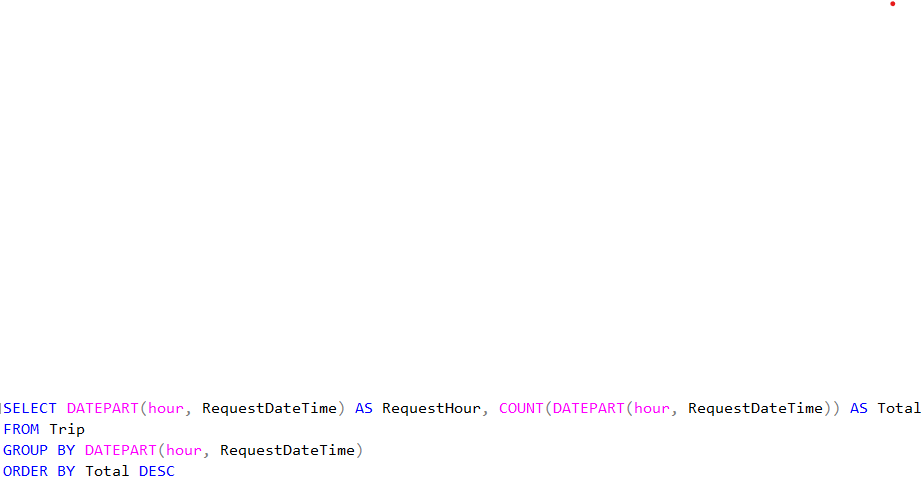 SELECT DATEPART(hour, RequestDateTime) AS RequestHour, COUNT(DATEPART(hour, RequestDateTime)) AS Total
FROM Trip
GROUP BY DATEPART(hour, RequestDateTime)
ORDER BY Total DESC